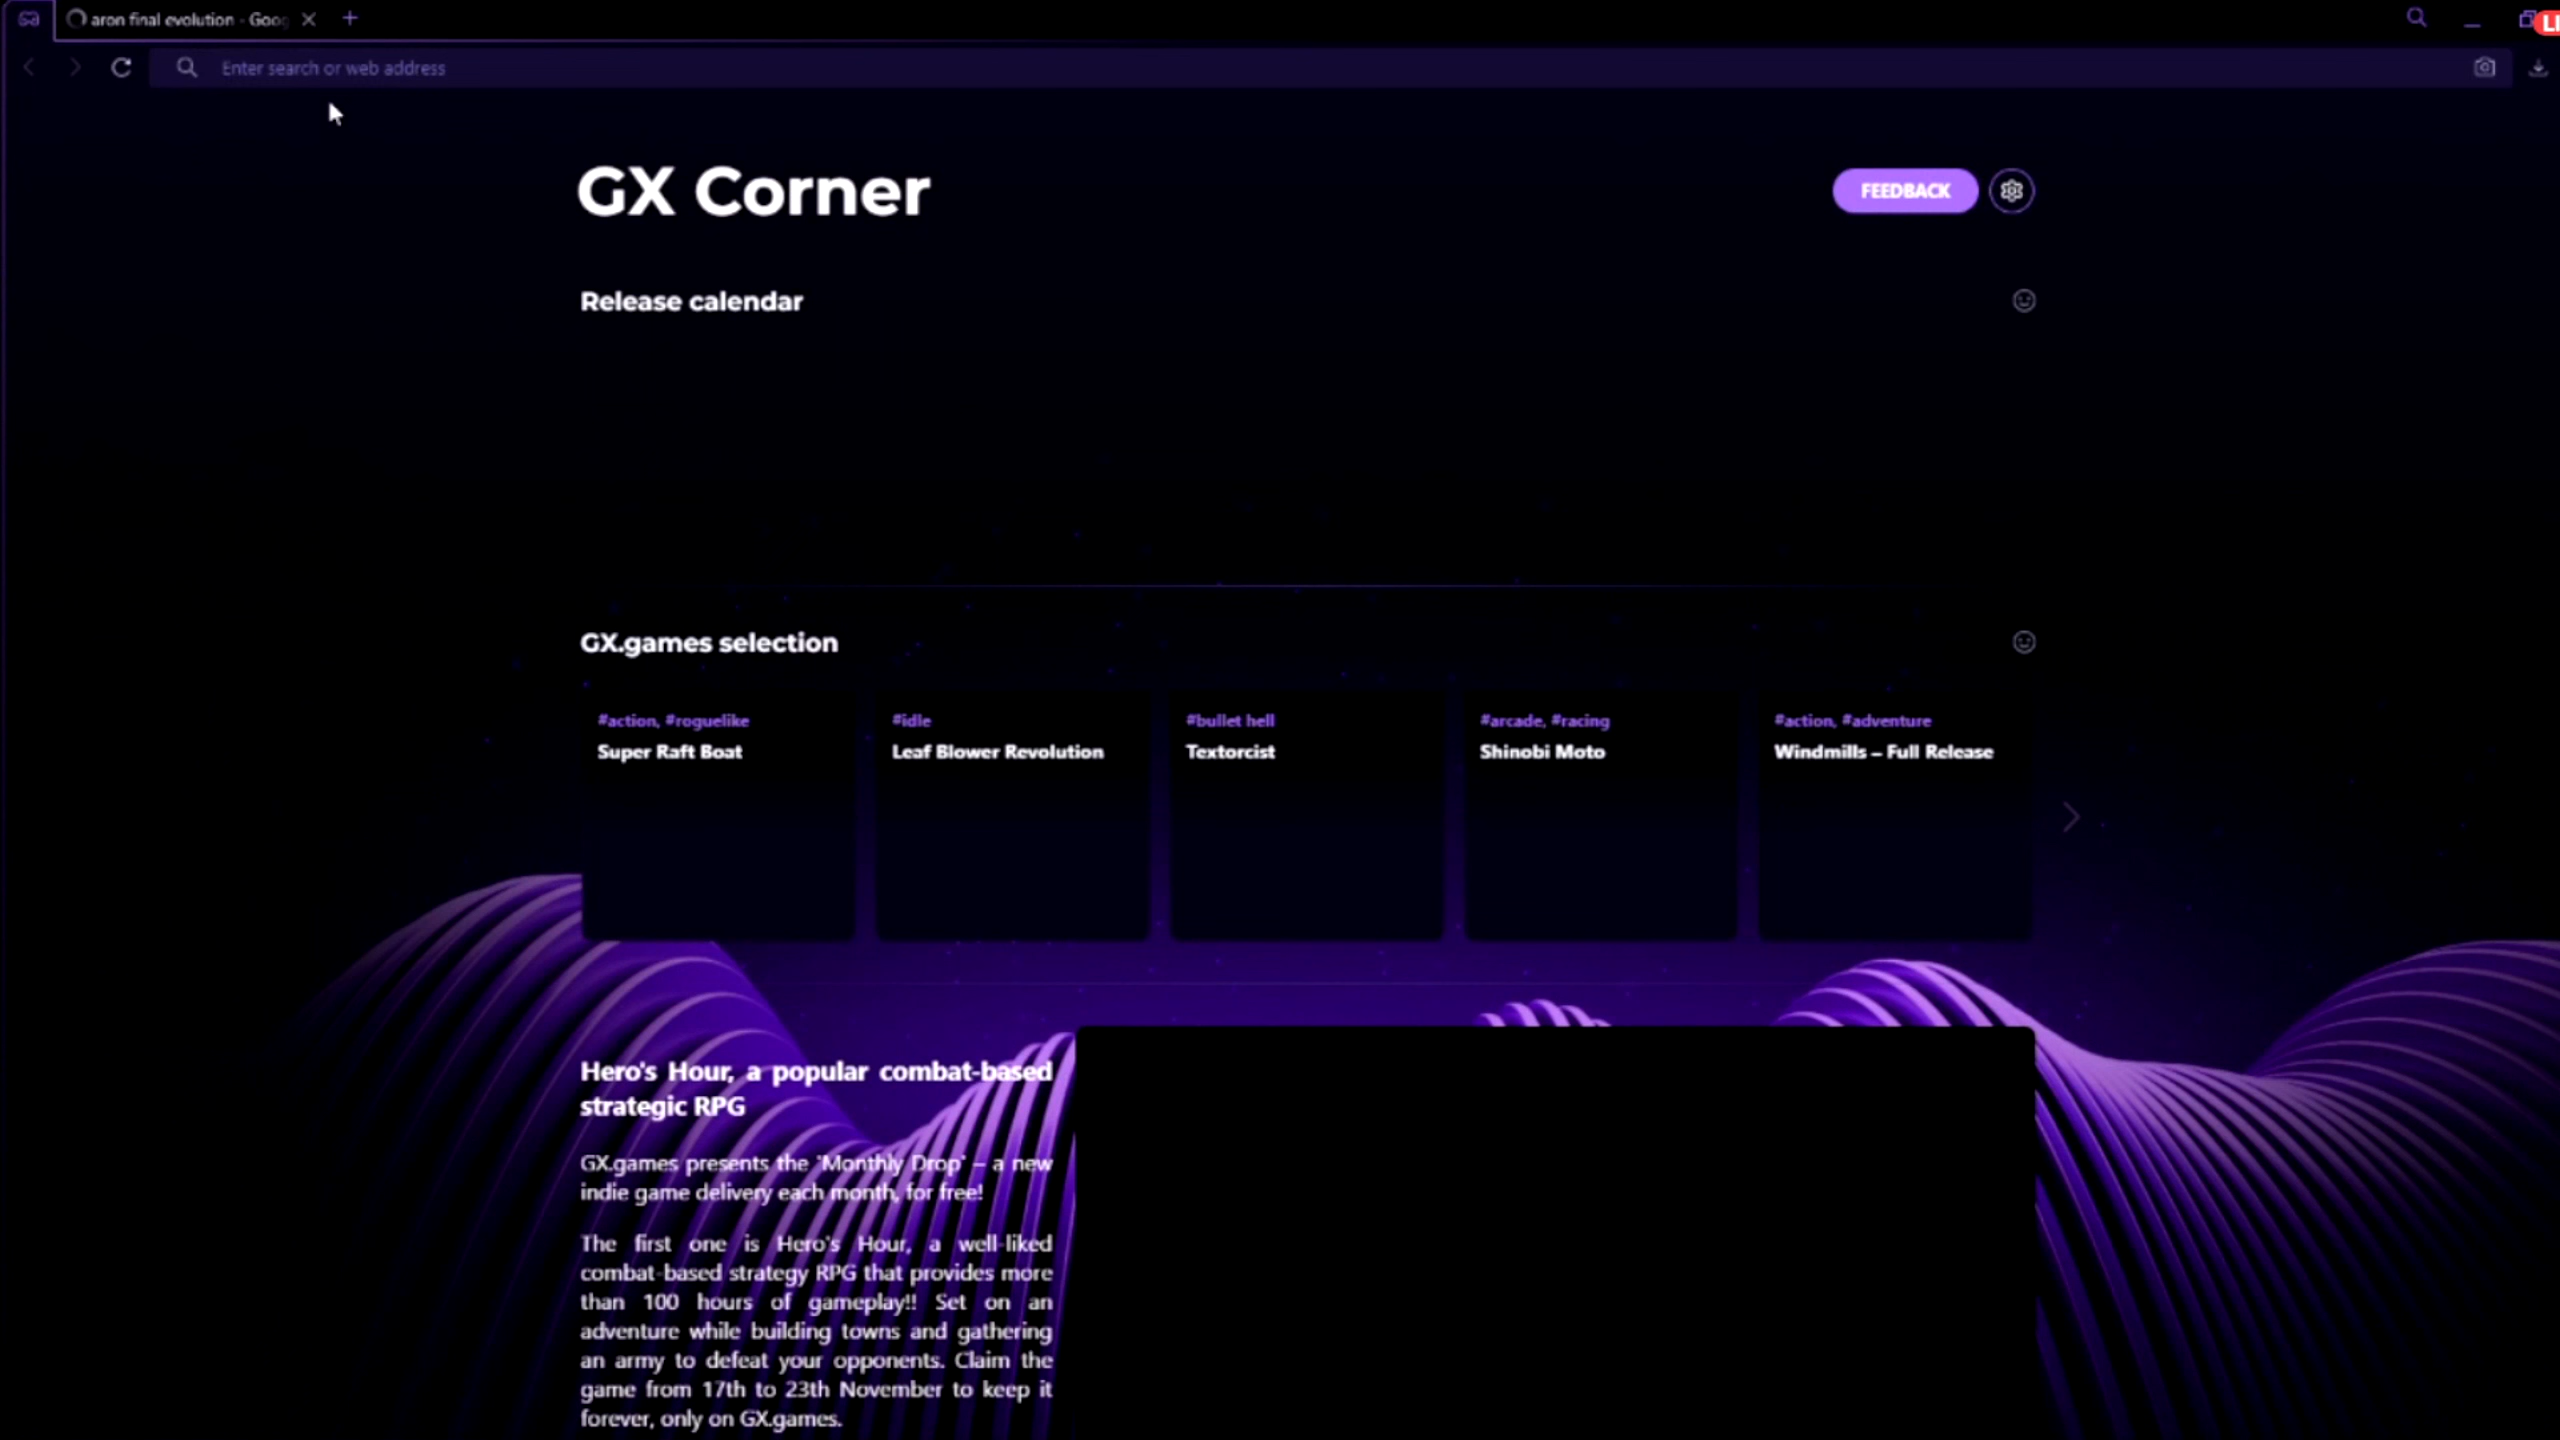 aron final evolution - Goog
Enter search or web address
GX Corner
FEEDBACK
Release calendar
GX.games selection
#action, #roguelike
Super Raft Boat
#idle
Leaf Blower Revolution
#bullet hell
Textorcist
#arcade, #racing
Shinobi Moto
#action, #adventure
Windmills – Full Release
Hero's Hour, a popular combat-based
strategic RPG
GX.games presents the 'Monthly Drop' – a new
indie game delivery each month, for free!
The first one is Hero's Hour, a well-liked
combat-based strategy RPG that provides more
than 100 hours of gameplay!! Set on an
adventure while building towns and gathering
an army to defeat your opponents. Claim the
game from 17th to 23th November to keep it
forever, only on GX.games.